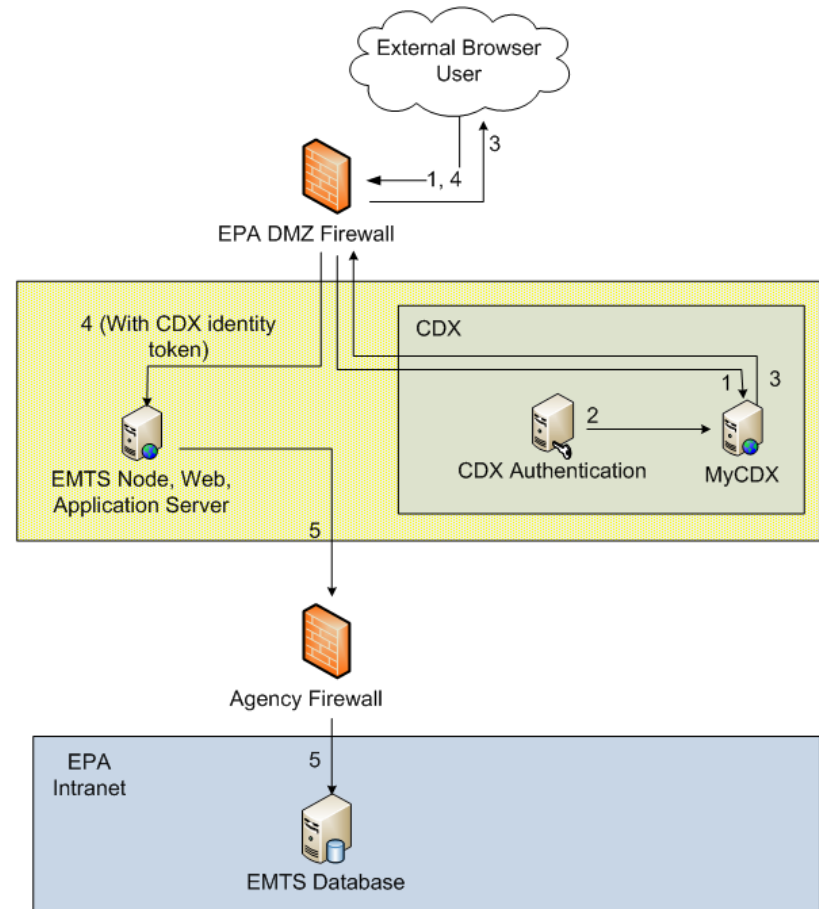 External Browser
User
3
1, 4
EPA DMZ Firewall
4 (With CDX identity
token)
CDX
1
3
2
CDX Authentication
MyCDX
EMTS Node, Web,
Application Server
5
Agency Firewall
EPA
Intranet
5
EMTS Database